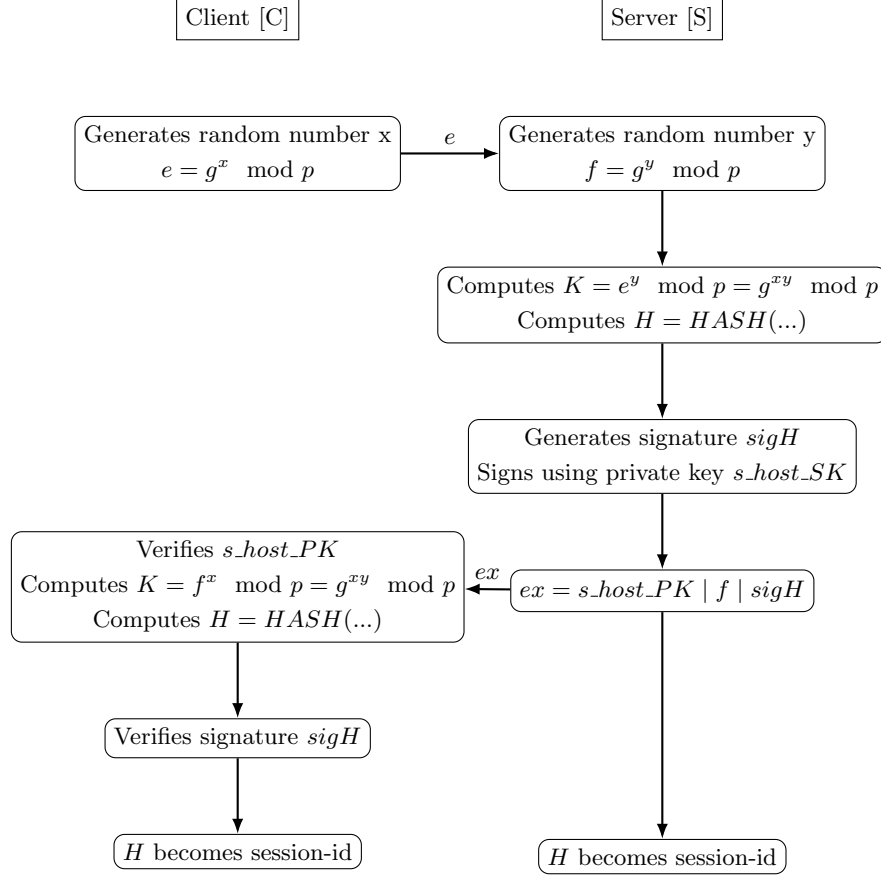 Client [C]
Server [S]
Generates random number x
e = g^x mod p
e
Generates random number y
f = g^y mod p
Computes K = e^y mod p = g^{xy} mod p
Computes H = HASH(...)
Generates signature sigH
Signs using private key s_host_SK
Verifies s_host_PK
Computes K = f^x mod p = g^{xy} mod p
Computes H = HASH(...)
ex
ex = s_host_PK | f | sigH
Verifies signature sigH
H becomes session-id
H becomes session-id